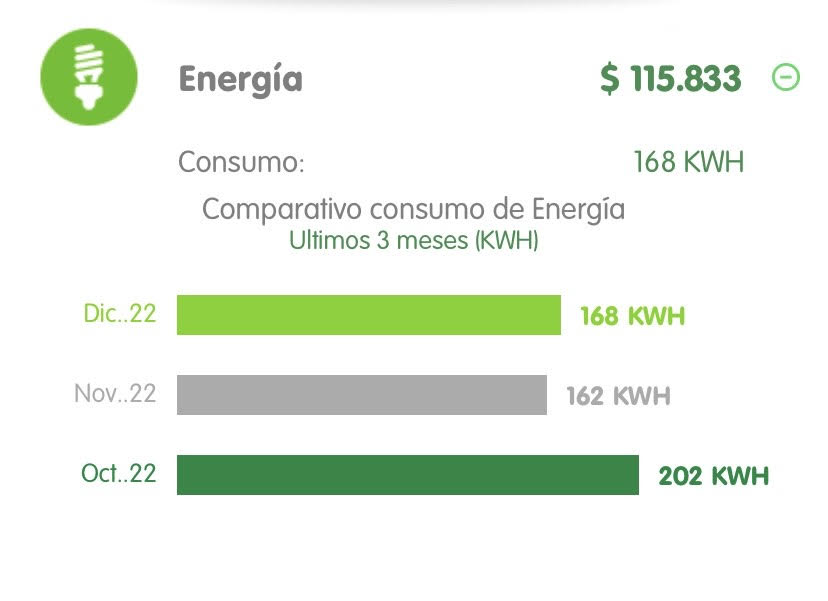 Energía $ 115.833
Consumo: 168 KWH
Comparativo consumo de Energía
Ultimos 3 meses (KWH)
Dic..22 168 KWH
Nov..22 162 KWH
Oct..22 202 KWH